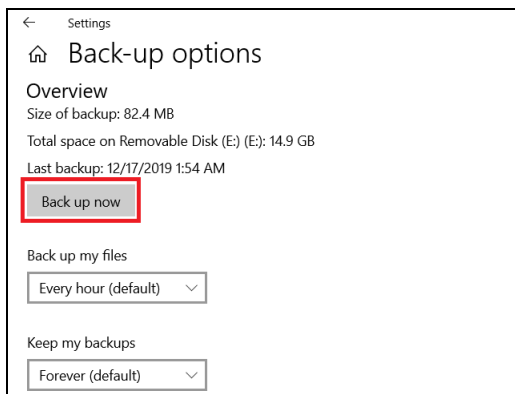 Settings
Back-up options
Overview
Size of backup: 82.4 MB
Total space on Removable Disk (E:) (E:): 14.9 GB
Last backup: 12/17/2019 1:54 AM
Back up now
Back up my files
Every hour (default)
Keep my backups
Forever (default)